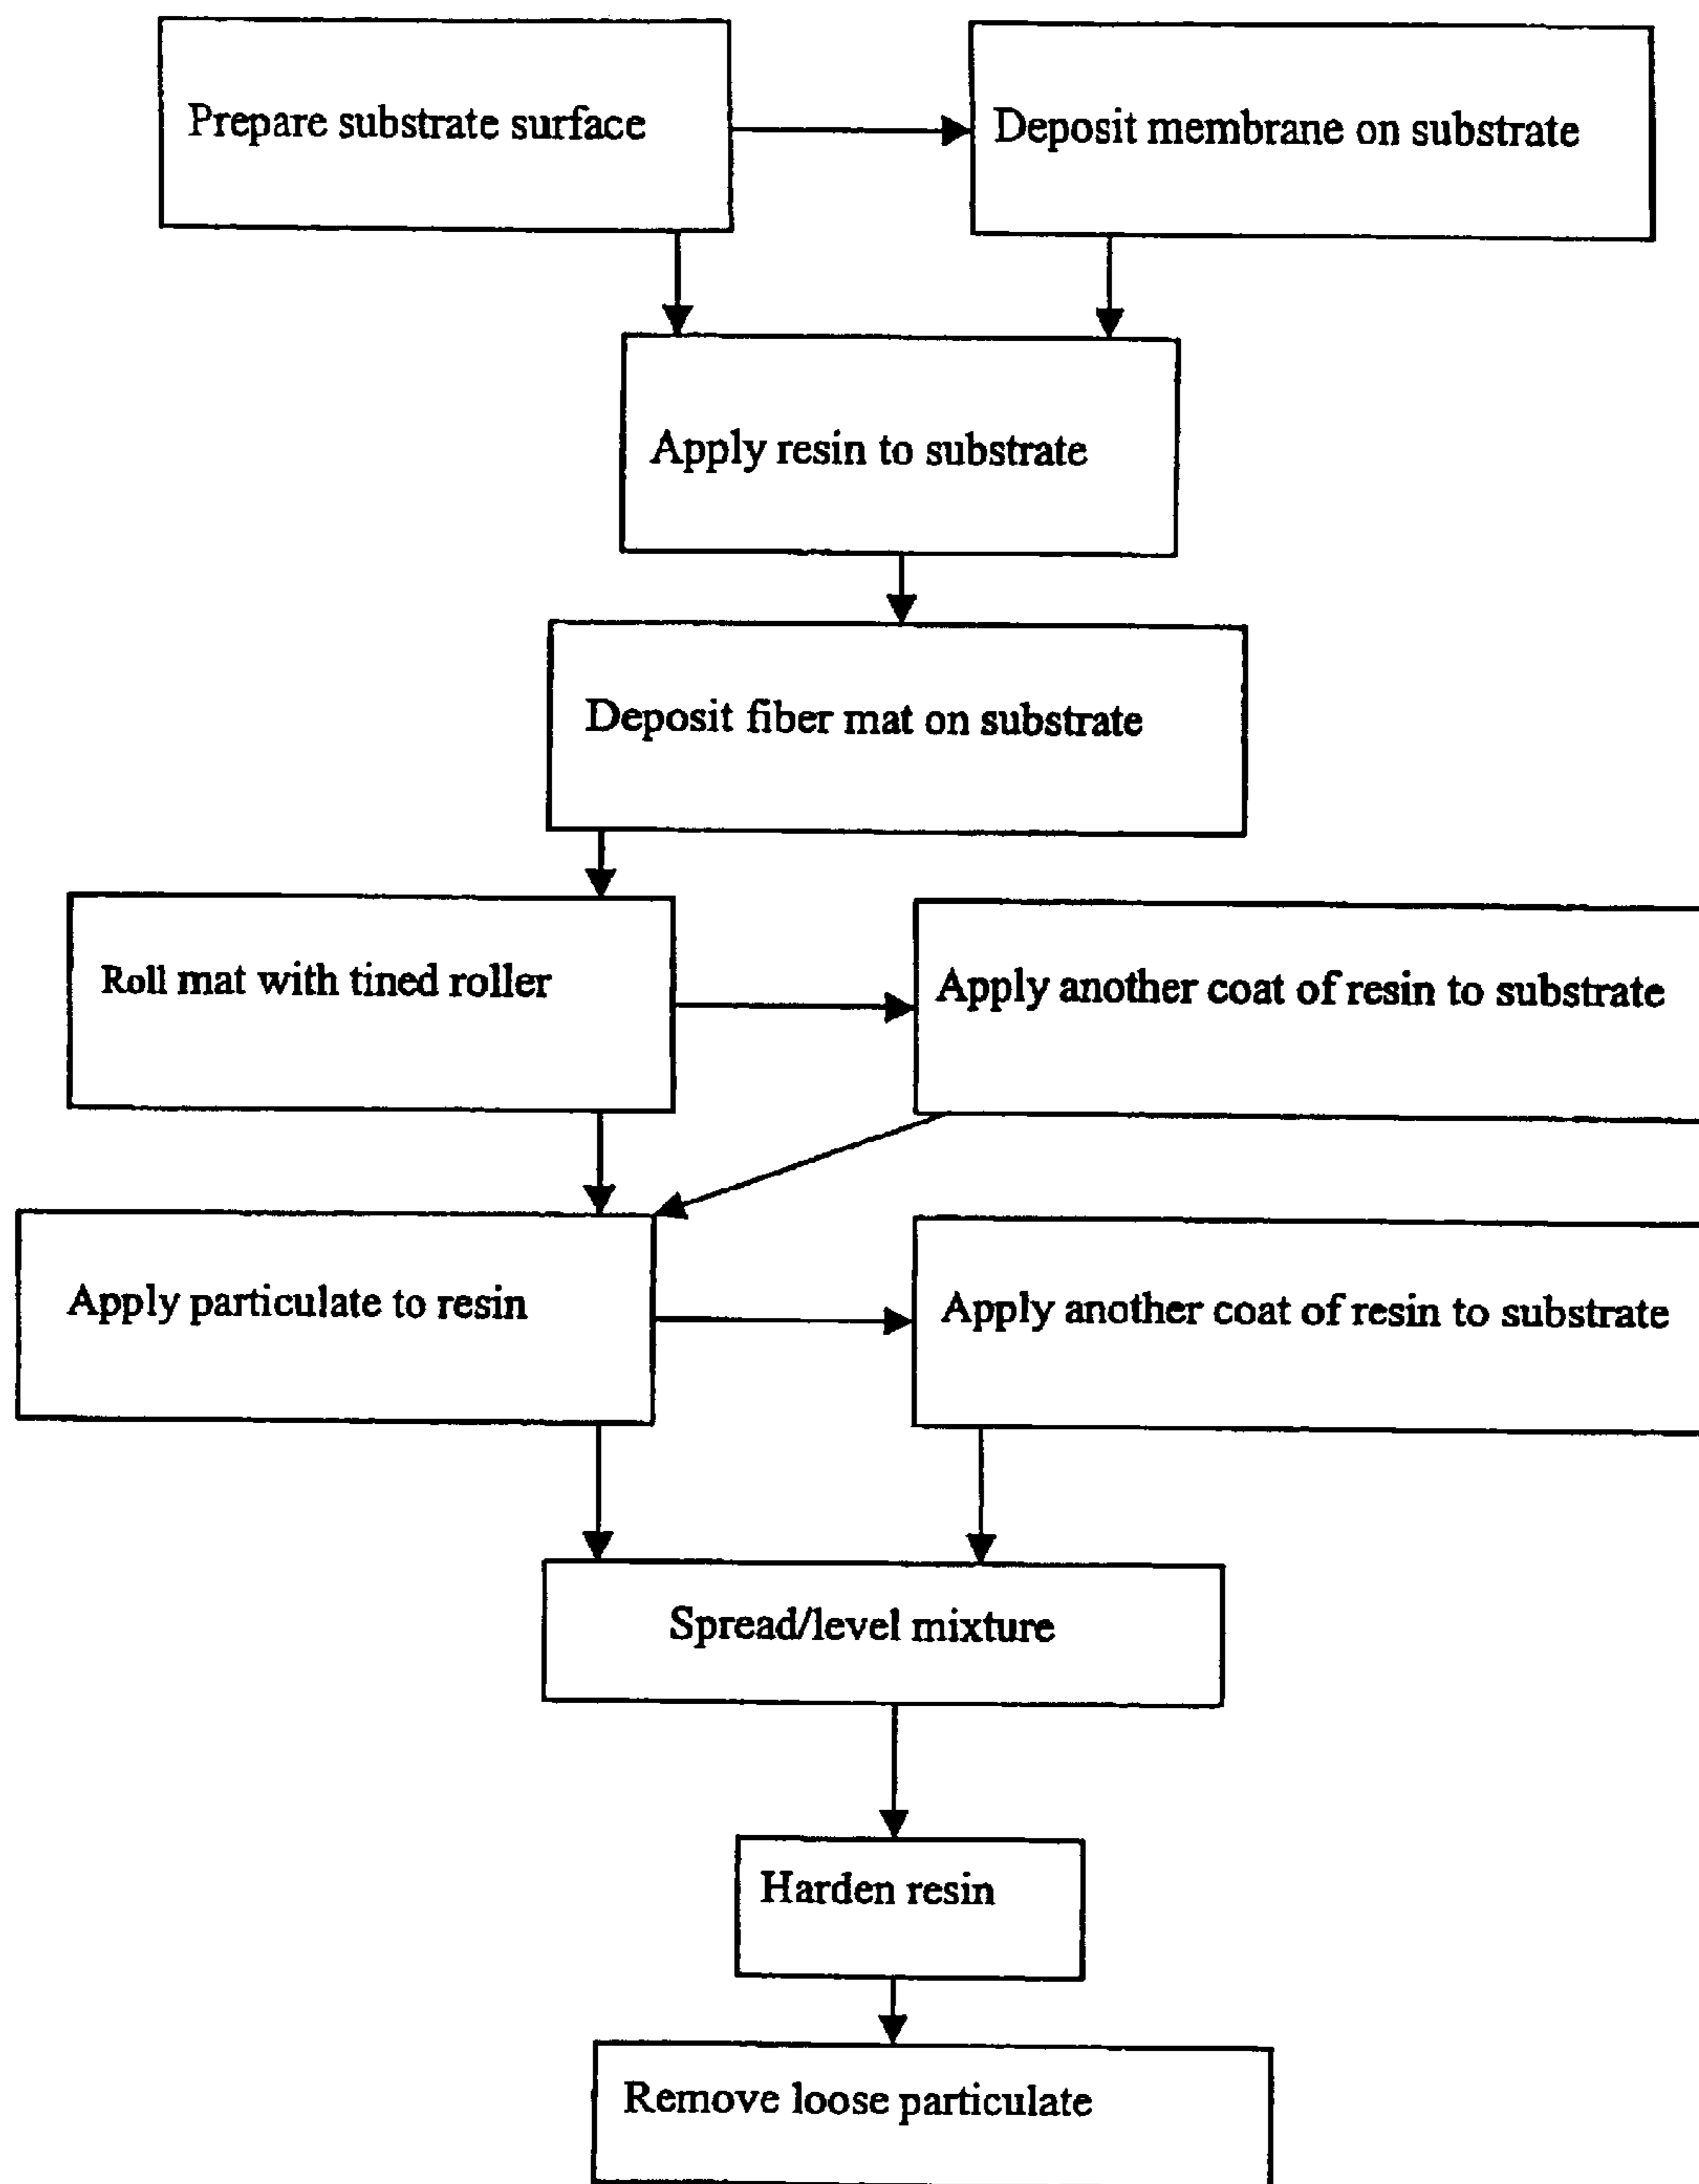 Prepare substrate surface
Deposit membrane on substrate
Apply resin to substrate
Deposit fiber mat on substrate
Roll mat with tined roller
Apply another coat of resin to substrate
Apply particulate to resin
Apply another coat of resin to substrate
Spread/level mixture
Harden resin
Remove loose particulate